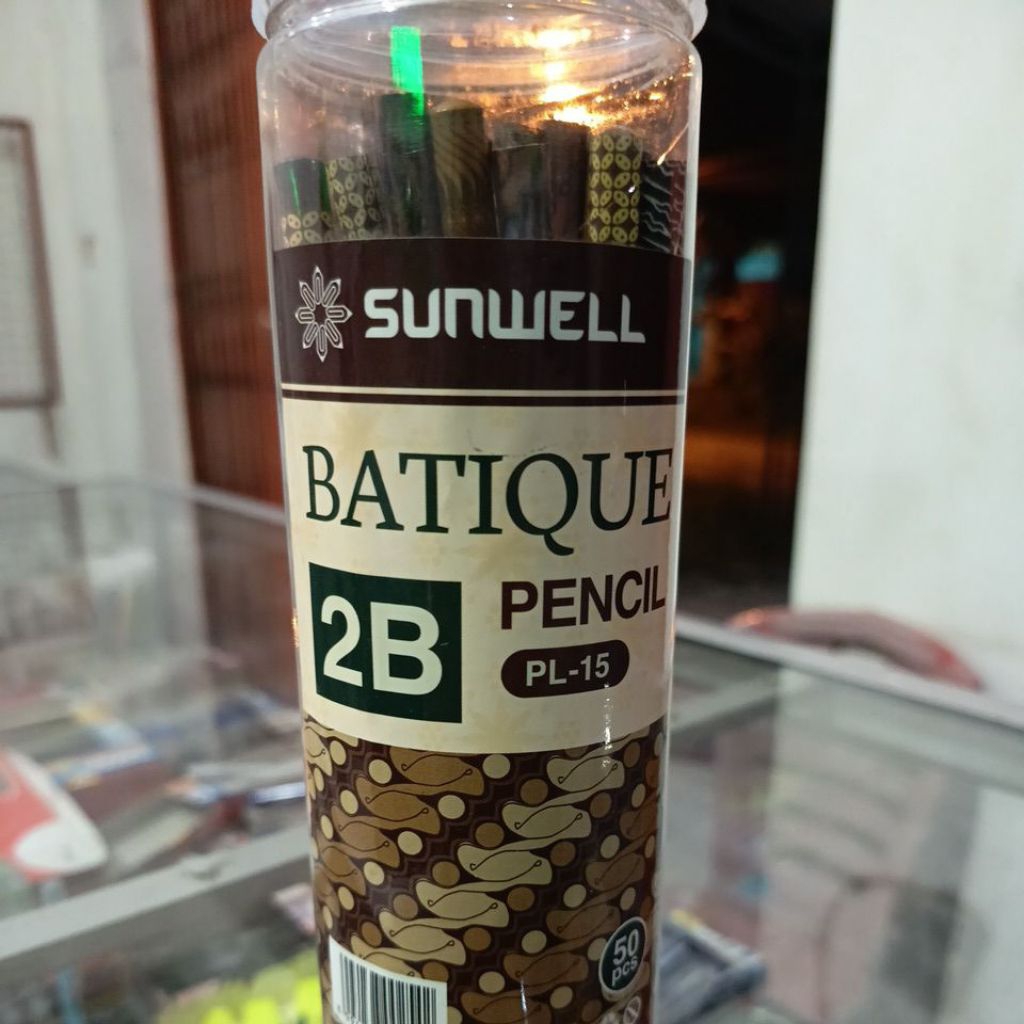 SUNWELL
BATIQUE
2B
PENCIL
PL-15
50
pcs